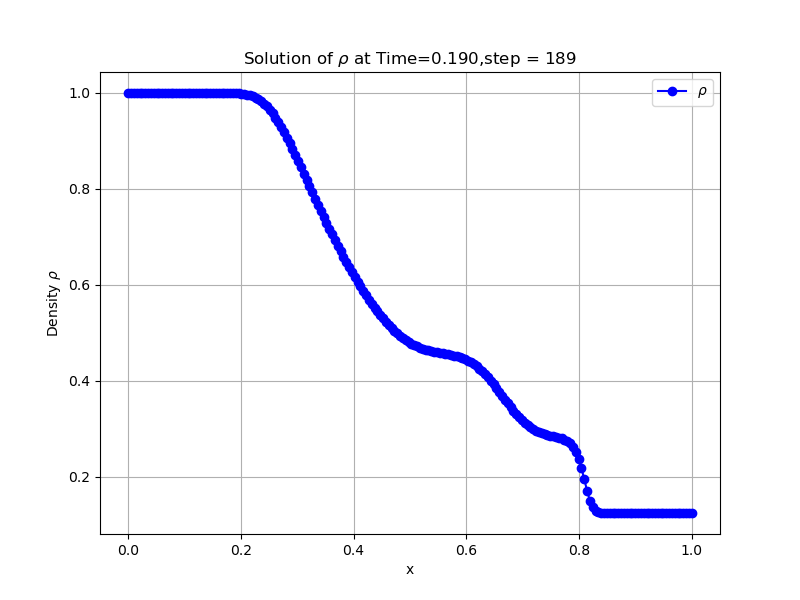 Solution of ρ at Time=0.190,step = 189
ρ
1.0
0.8
0.6
0.4
0.2
Density ρ
0.0 0.2 0.4 0.6 0.8 1.0
x